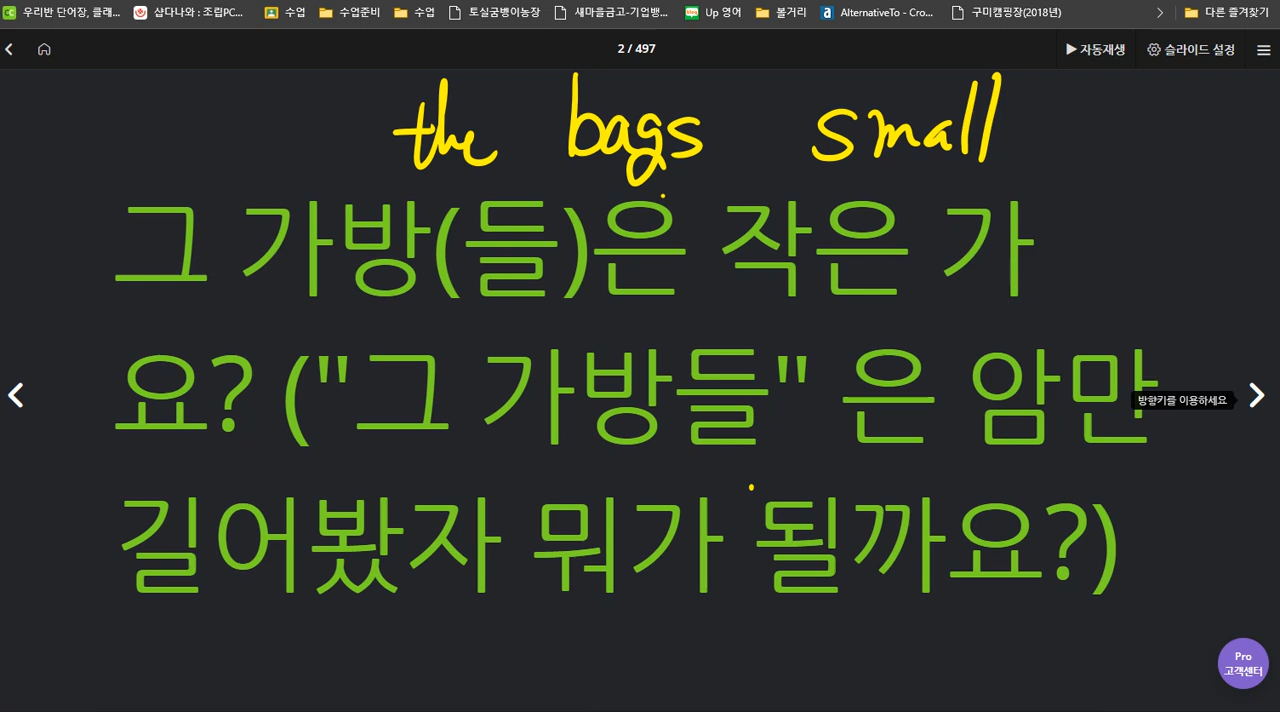 우리반 단어장, 클래... 샵다나와 : 조립PC... 수업 수업준비 수업 토실굼벵이농장 새마을금고-기업뱅... Up 영어 볼거리 AlternativeTo - Cro... 구미캠핑장(2018년) 다른 즐겨찾기
2 / 497 자동재생 슬라이드 설정
the bags small
그 가방(들)은 작은 가
요? ("그 가방들" 은 암만
방향키를 이용하세요
길어봤자 뭐가 될까요?)
Pro
고객센터